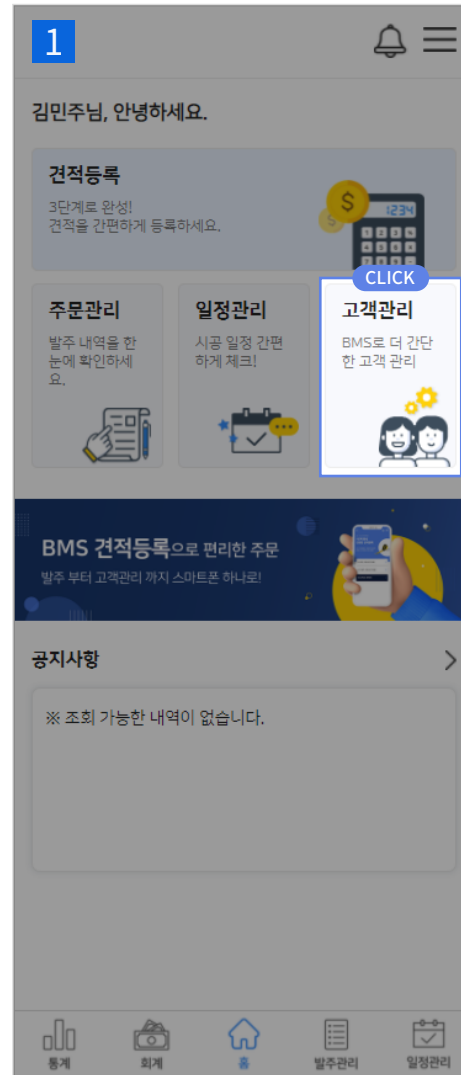 1
김민주님, 안녕하세요.
견적등록
3단계로 완성!
견적을 간편하게 등록하세요.
1234
CLICK
주문관리
발주 내역을 한
눈에 확인하세
요.
일정관리
시공 일정 간편
하게 체크!
고객관리
BMS로 더 간단
한 고객 관리
BMS 견적등록으로 편리한 주문
발주 부터 고객관리 까지 스마트폰 하나로!
공지사항
※ 조회 가능한 내역이 없습니다.
통계
회계
홈
발주관리
일정관리